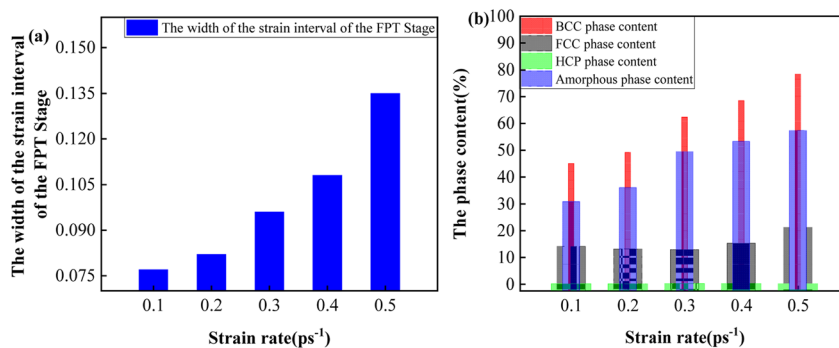 (a)
The width of the strain interval of the FPT Stage
0.150
0.135
0.120
0.105
0.090
0.075
The width of the strain interval
of the FPT Stage
0.1 0.2 0.3 0.4 0.5
Strain rate(ps-1)
(b)
BCC phase content
FCC phase content
HCP phase content
Amorphous phase content
100
90
80
70
60
50
40
30
20
10
0
The phase content(%)
0.1 0.2 0.3 0.4 0.5
Strain rate(ps-1)